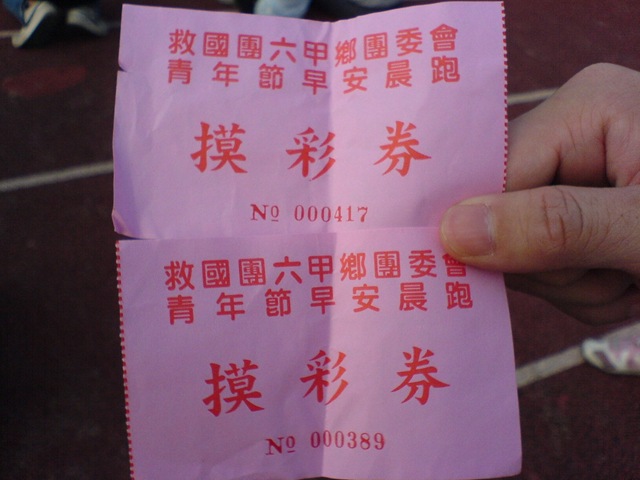 救國團六甲鄉團委會
青年節早安晨跑
摸彩券
№ 000417
救國團六甲鄉團委會
青年節早安晨跑
摸彩券
№ 000389